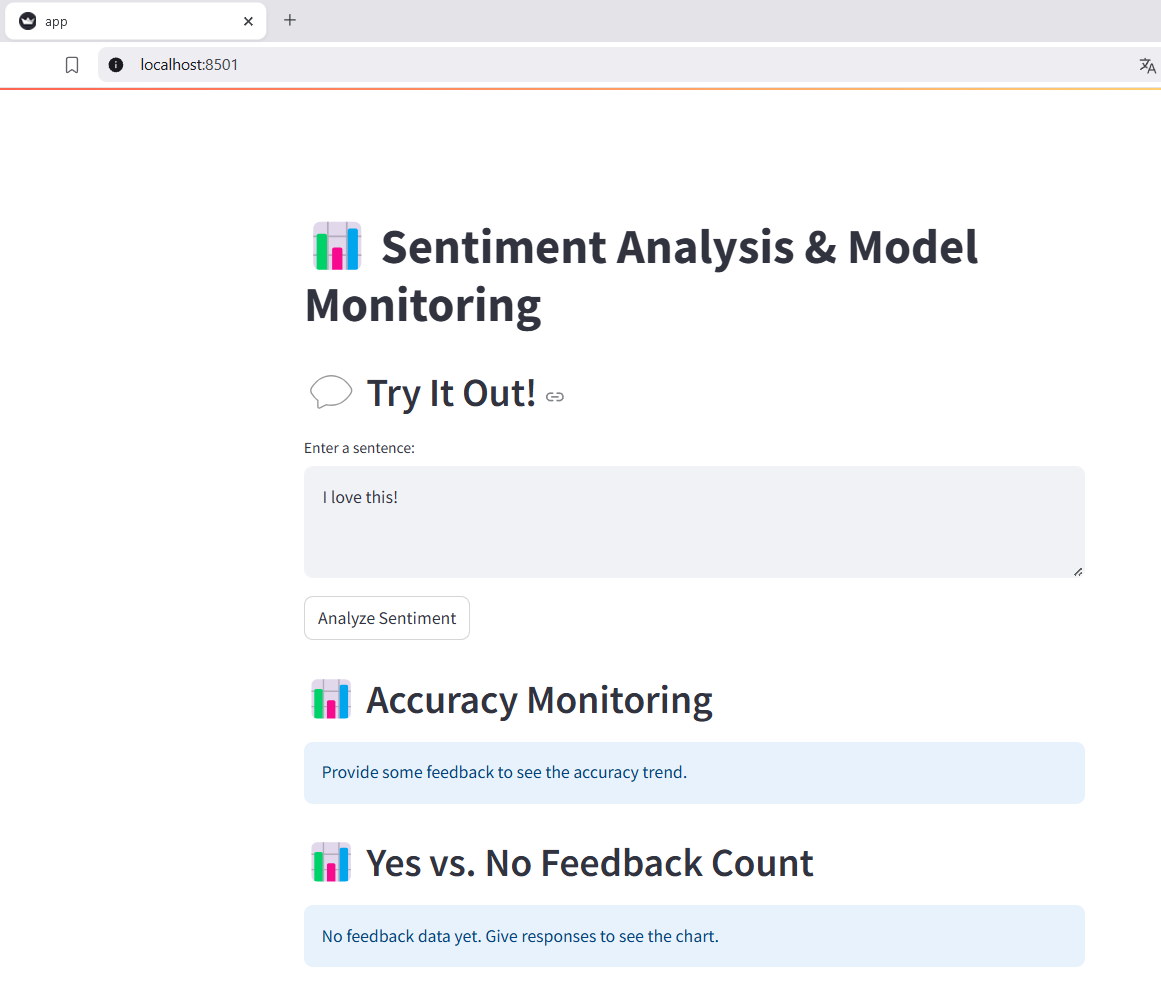 app
localhost:8501
Sentiment Analysis & Model
Monitoring
Try It Out!
Enter a sentence:
I love this!
Analyze Sentiment
Accuracy Monitoring
Provide some feedback to see the accuracy trend.
Yes vs. No Feedback Count
No feedback data yet. Give responses to see the chart.